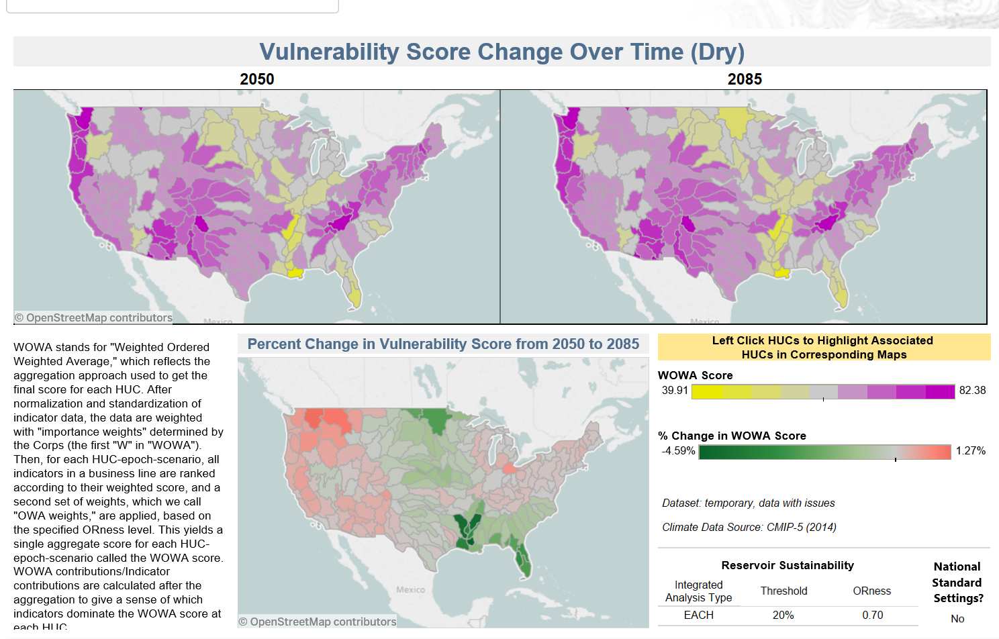 Vulnerability Score Change Over Time (Dry)
2050
2085
Mexico
Mexico
© OpenStreetMap contributors
WOWA stands for "Weighted Ordered
Weighted Average," which reflects the
aggregation approach used to get the
final score for each HUC. After
normalization and standardization of
indicator data, the data are weighted
with "importance weights" determined by
the Corps (the first "W" in "WOWA").
Then, for each HUC-epoch-scenario, all
indicators in a business line are ranked
according to their weighted score, and a
second set of weights, which we call
"OWA weights," are applied, based on
the specified ORness level. This yields a
single aggregate score for each HUC-
epoch-scenario called the WOWA score.
WOWA contributions/Indicator
contributions are calculated after the
aggregation to give a sense of which
indicators dominate the WOWA score at
each HUC.
Percent Change in Vulnerability Score from 2050 to 2085
Mexico
© OpenStreetMap contributors
Left Click HUCs to Highlight Associated
HUCs in Corresponding Maps
WOWA Score
39.91 82.38
% Change in WOWA Score
-4.59% 1.27%
Dataset: temporary, data with issues
Climate Data Source: CMIP-5 (2014)
Reservoir Sustainability
Integrated
Analysis Type
Threshold
ORness
EACH 20% 0.70
National
Standard
Settings?
No